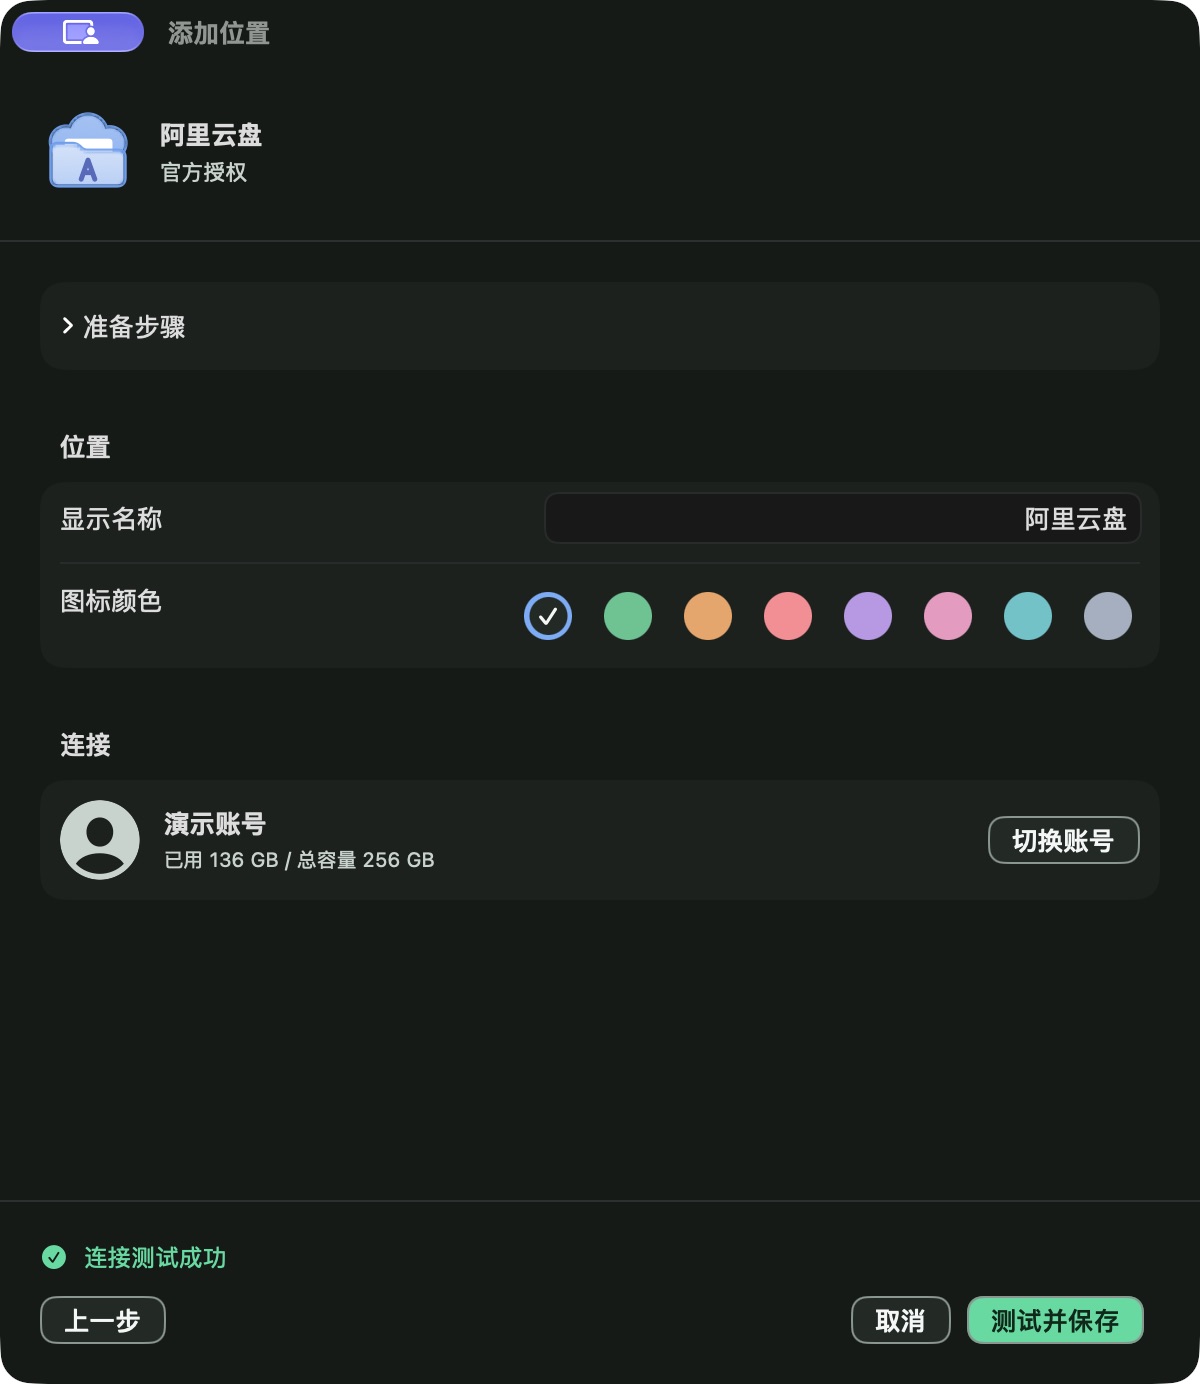 添加位置
阿里云盘
官方授权
准备步骤
位置
显示名称
阿里云盘
图标颜色
连接
演示账号
已用 136 GB / 总容量 256 GB
切换账号
连接测试成功
上一步
取消
测试并保存